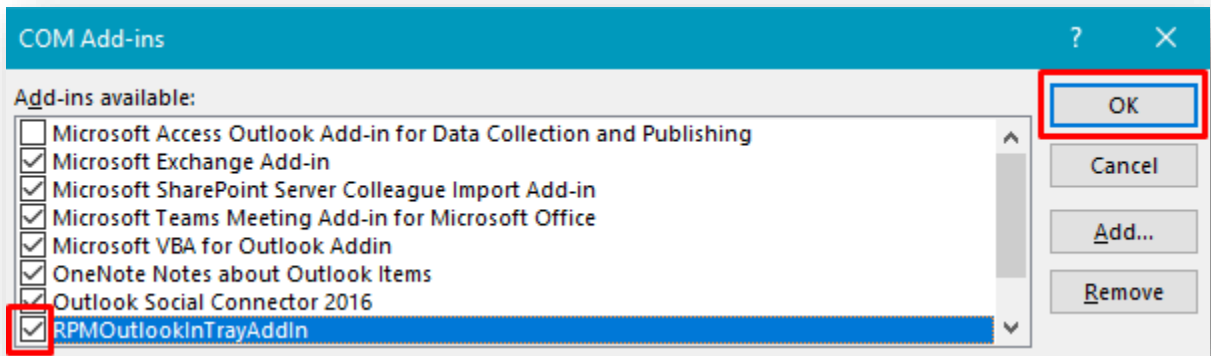 COM Add-ins ? ×
Add-ins available:
OK
Microsoft Access Outlook Add-in for Data Collection and Publishing
Microsoft Exchange Add-in
Cancel
Microsoft SharePoint Server Colleague Import Add-in
Microsoft Teams Meeting Add-in for Microsoft Office
Add...
Microsoft VBA for Outlook Addin
OneNote Notes about Outlook Items
Remove
Outlook Social Connector 2016
RPMOutlookInTrayAddIn